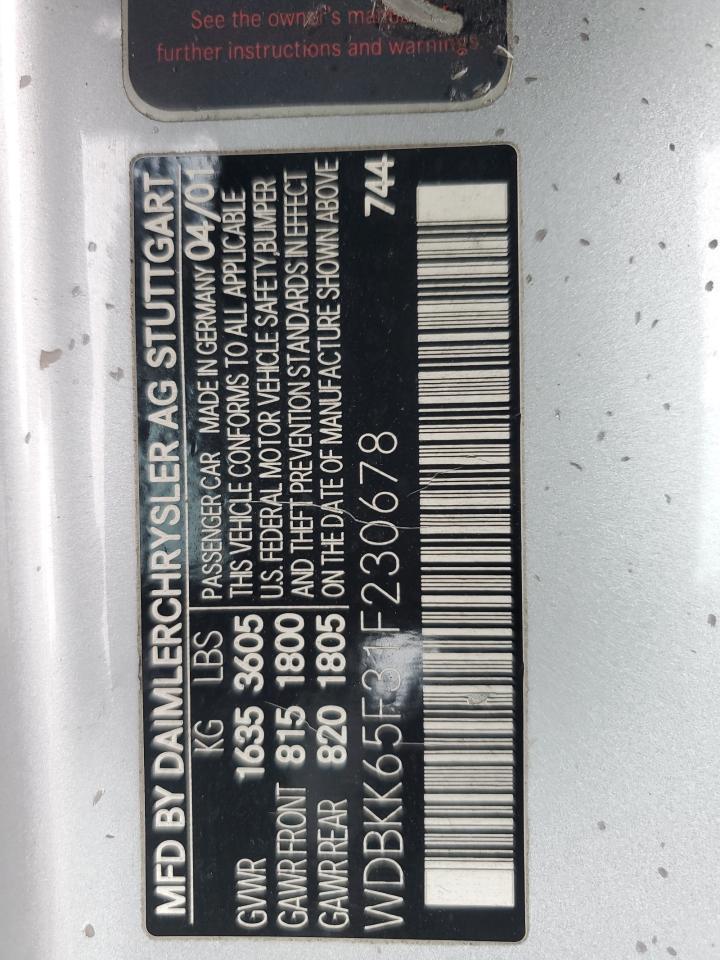 See the owner's manual for
further instructions and warnings
MFD BY DAIMLERCHRYSLER AG STUTTGART
KG LBS
GVWR 1635 3605
GAWR FRONT 815 1800
GAWR REAR 820 1805
PASSENGER CAR MADE IN GERMANY 04/01
THIS VEHICLE CONFORMS TO ALL APPLICABLE
U.S. FEDERAL MOTOR VEHICLE SAFETY,BUMPER
AND THEFT PREVENTION STANDARDS IN EFFECT
ON THE DATE OF MANUFACTURE SHOWN ABOVE
WDBKK65F31F230678 744